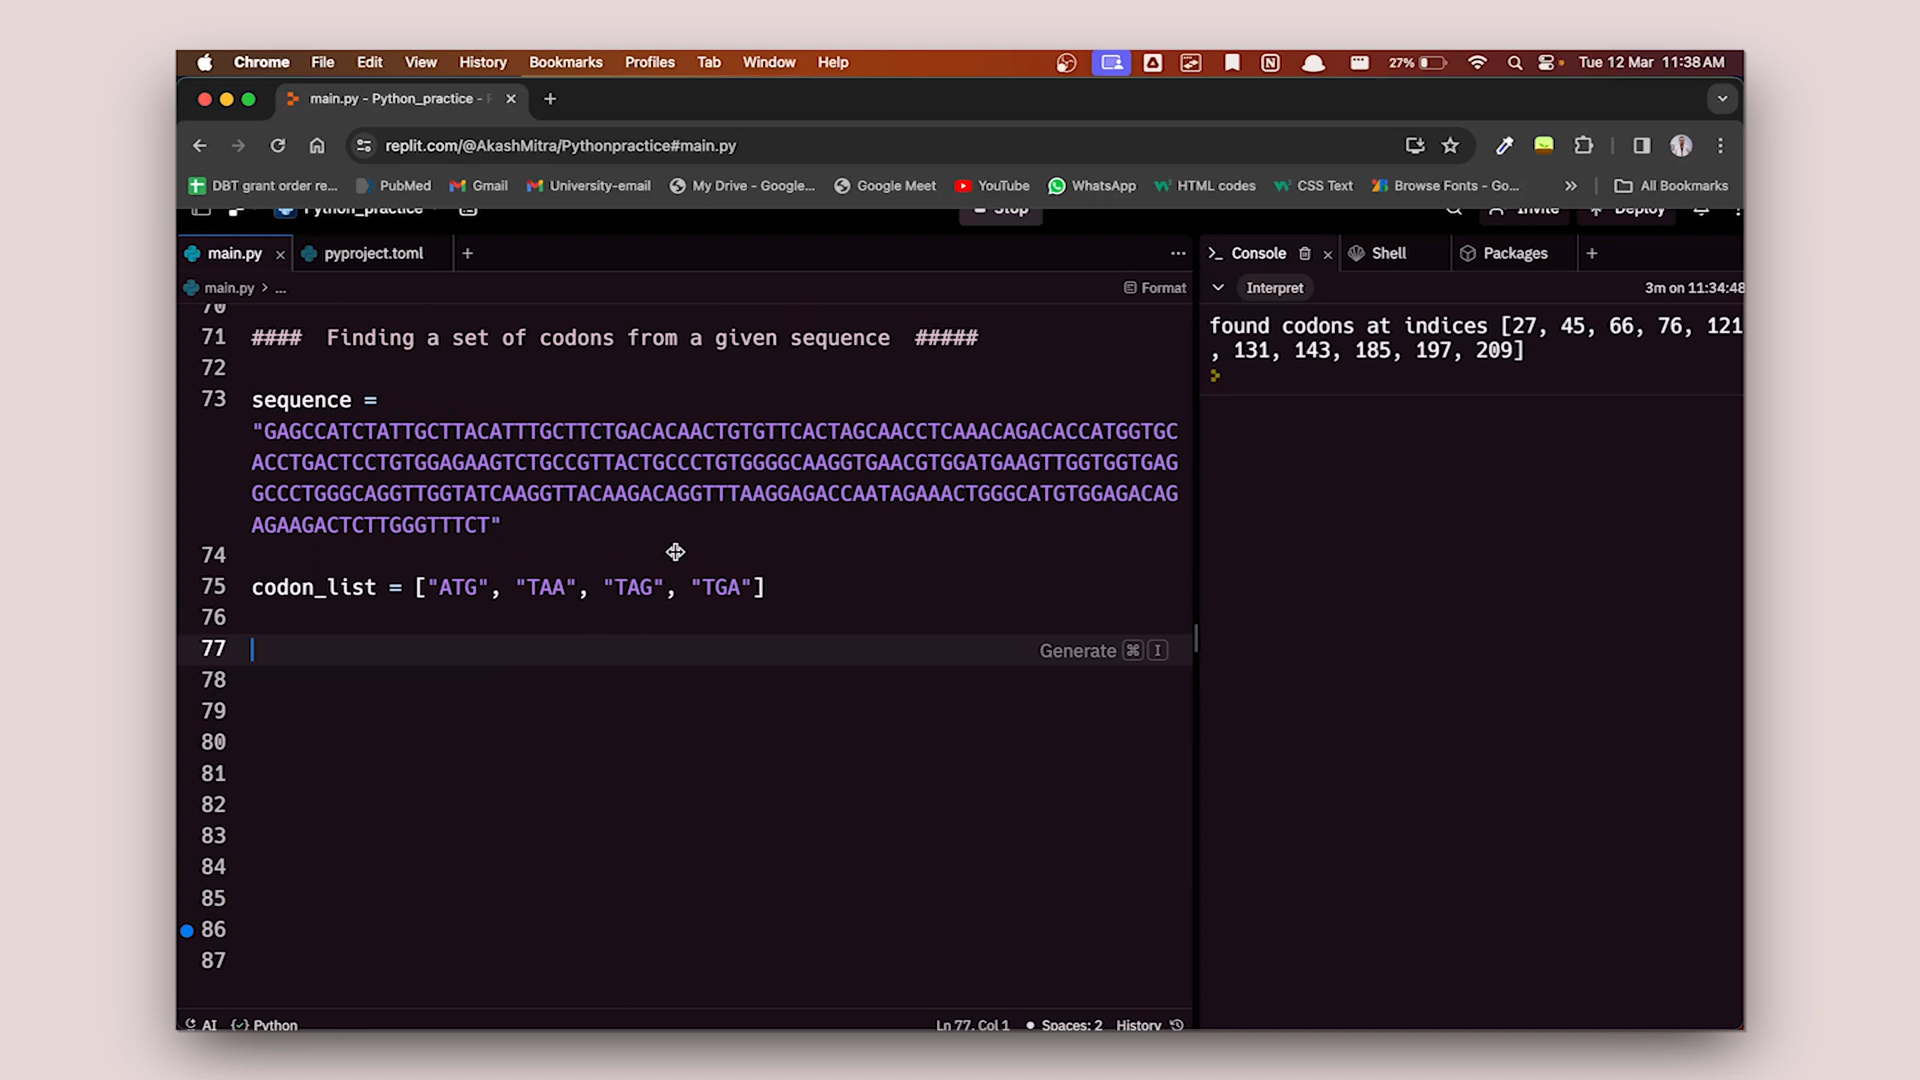 Chrome File Edit View History Bookmarks Profiles Tab Window Help 27% Tue 12 Mar 11:38 AM
main.py - Python_practice -
replit.com/@AkashMitra/Pythonpractice#main.py
DBT grant order re... PubMed Gmail University-email My Drive - Google... Google Meet YouTube WhatsApp HTML codes CSS Text Browse Fonts - Go... » All Bookmarks
Python_practice Stop Invite Deploy
main.py pyproject.toml Console Shell Packages
main.py > ... Format Interpret 3m on 11:34:48
70
71 #### Finding a set of codons from a given sequence #####
72
73 sequence =
"GAGCCATCTATTGCTTACATTTGCTTCTGACACAACTGTGTTCACTAGCAACCTCAAACAGACACCATGGTGC
ACCTGACTCCTGTGGAGAAGTCTGCCGTTACTGCCCTGTGGGGCAAGGTGAACGTGGATGAAGTTGGTGGTGAG
GCCCTGGGCAGGTTGGTATCAAGGTTACAAGACAGGTTTAAGGAGACCAATAGAAACTGGGCATGTGGAGACAG
AGAAGACTCTTGGGTTTCT"
74
75 codon_list = ["ATG", "TAA", "TAG", "TGA"]
76
77 Generate ⌘ I
78
79
80
81
82
83
84
85
86
87
found codons at indices [27, 45, 66, 76, 121
, 131, 143, 185, 197, 209]
AI Python Ln 77, Col 1 Spaces: 2 History